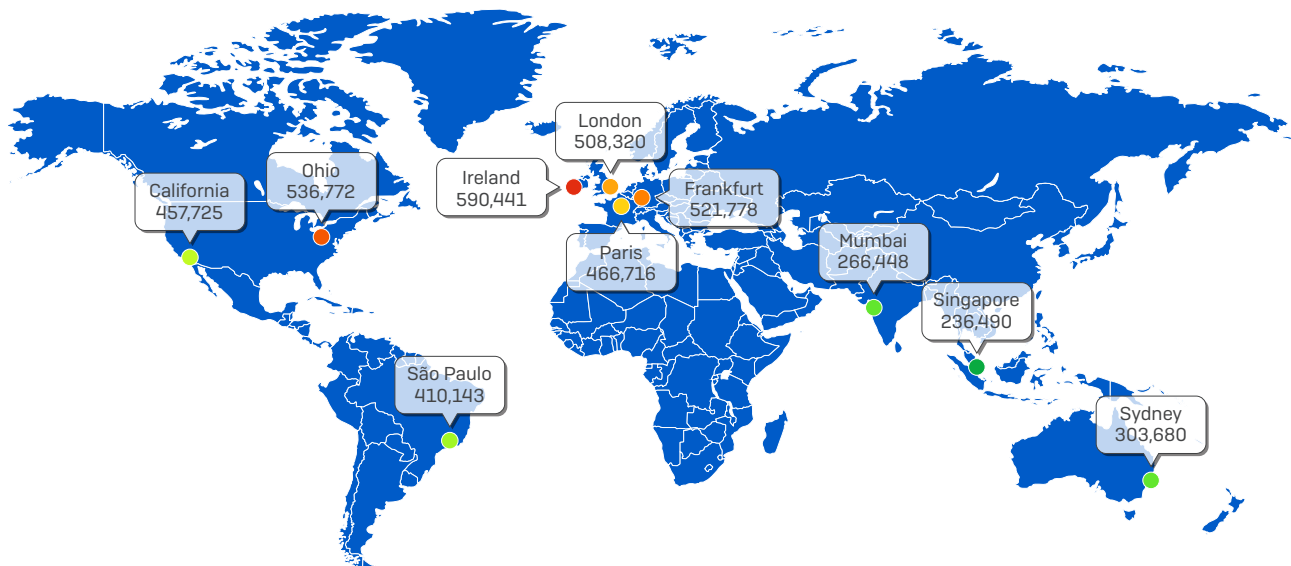 London
508,320
Ohio
536,772
Ireland
590,441
California
457,725
Frankfurt
521,778
Paris
466,716
Mumbai
266,448
Singapore
236,490
São Paulo
410,143
Sydney
303,680